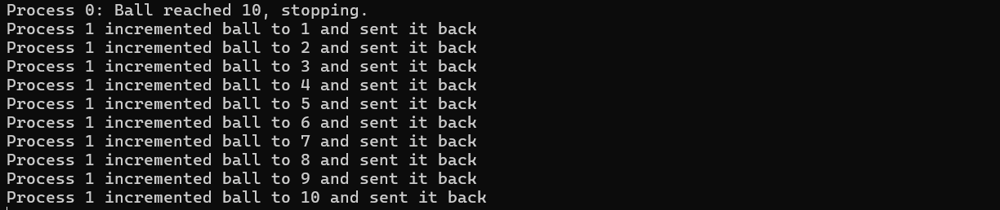 Process 0: Ball reached 10, stopping.
Process 1 incremented ball to 1 and sent it back
Process 1 incremented ball to 2 and sent it back
Process 1 incremented ball to 3 and sent it back
Process 1 incremented ball to 4 and sent it back
Process 1 incremented ball to 5 and sent it back
Process 1 incremented ball to 6 and sent it back
Process 1 incremented ball to 7 and sent it back
Process 1 incremented ball to 8 and sent it back
Process 1 incremented ball to 9 and sent it back
Process 1 incremented ball to 10 and sent it back